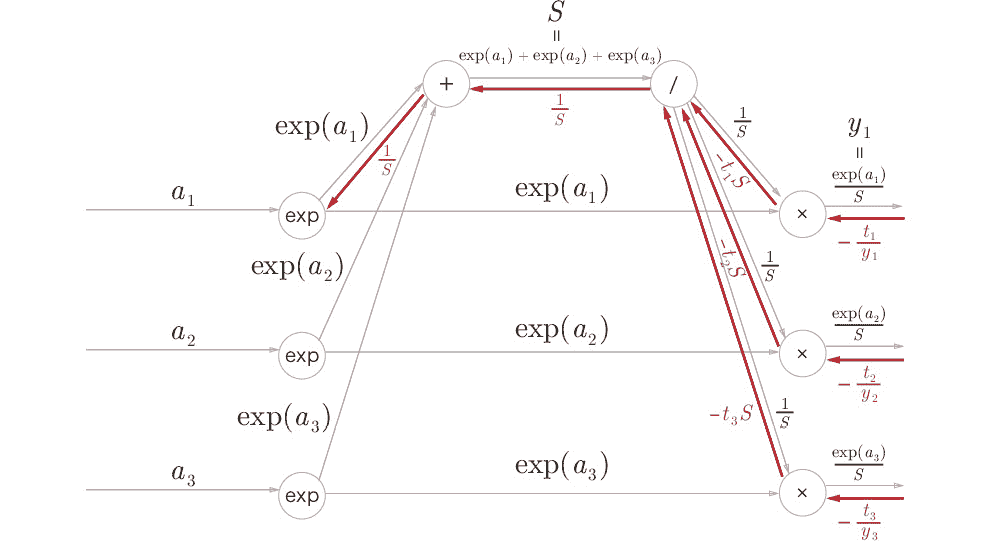 S
=
exp(a₁) + exp(a₂) + exp(a₃)
+
/
1/S
exp(a₁)
1/S
1/S
y₁
=
−t₁S
exp(a₁)/S
a₁
exp
exp(a₁)
×
−t₁/y₁
exp(a₂)
−t₂S
1/S
a₂
exp
exp(a₂)
×
exp(a₂)/S
−t₂/y₂
exp(a₃)
−t₃S
1/S
a₃
exp
exp(a₃)
×
exp(a₃)/S
−t₃/y₃